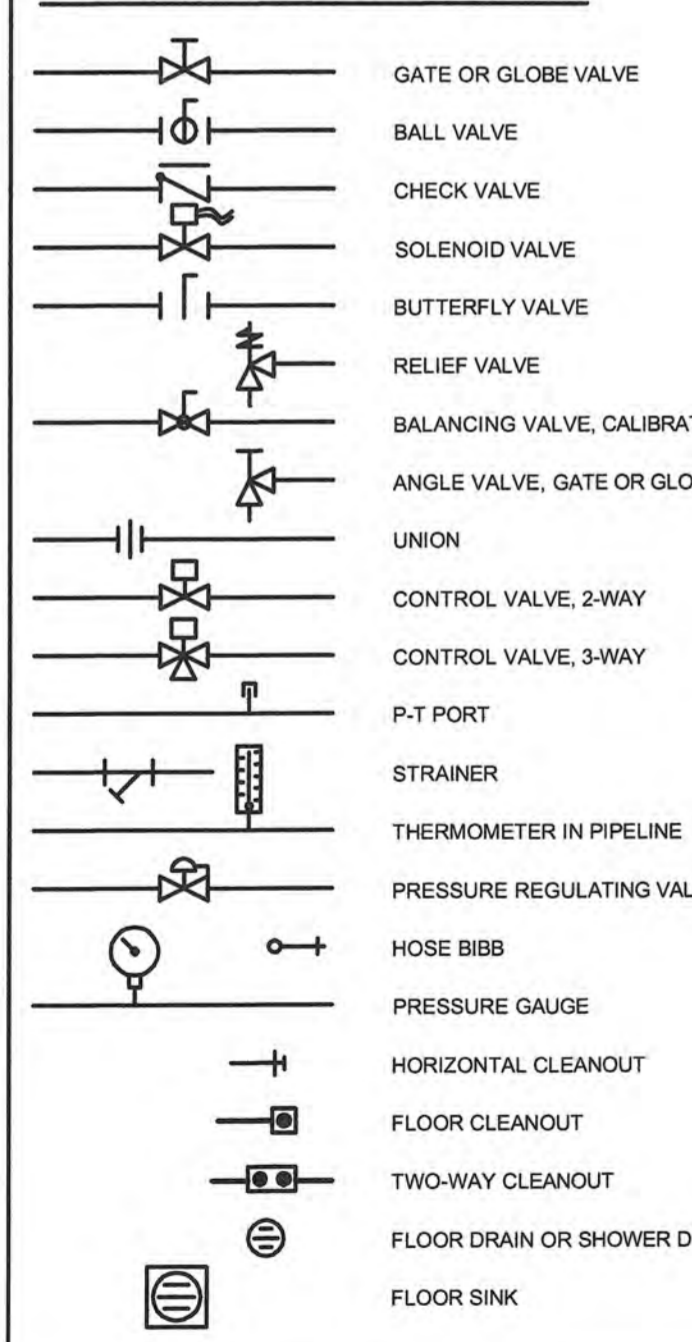 GATE OR GLOBE VALVE
BALL VALVE
CHECK VALVE
SOLENOID VALVE
BUTTERFLY VALVE
RELIEF VALVE
BALANCING VALVE, CALIBRAT
ANGLE VALVE, GATE OR GLO
UNION
CONTROL VALVE, 2-WAY
CONTROL VALVE, 3-WAY
P-T PORT
STRAINER
THERMOMETER IN PIPELINE
PRESSURE REGULATING VAL
HOSE BIBB
PRESSURE GAUGE
HORIZONTAL CLEANOUT
FLOOR CLEANOUT
TWO-WAY CLEANOUT
FLOOR DRAIN OR SHOWER D
FLOOR SINK